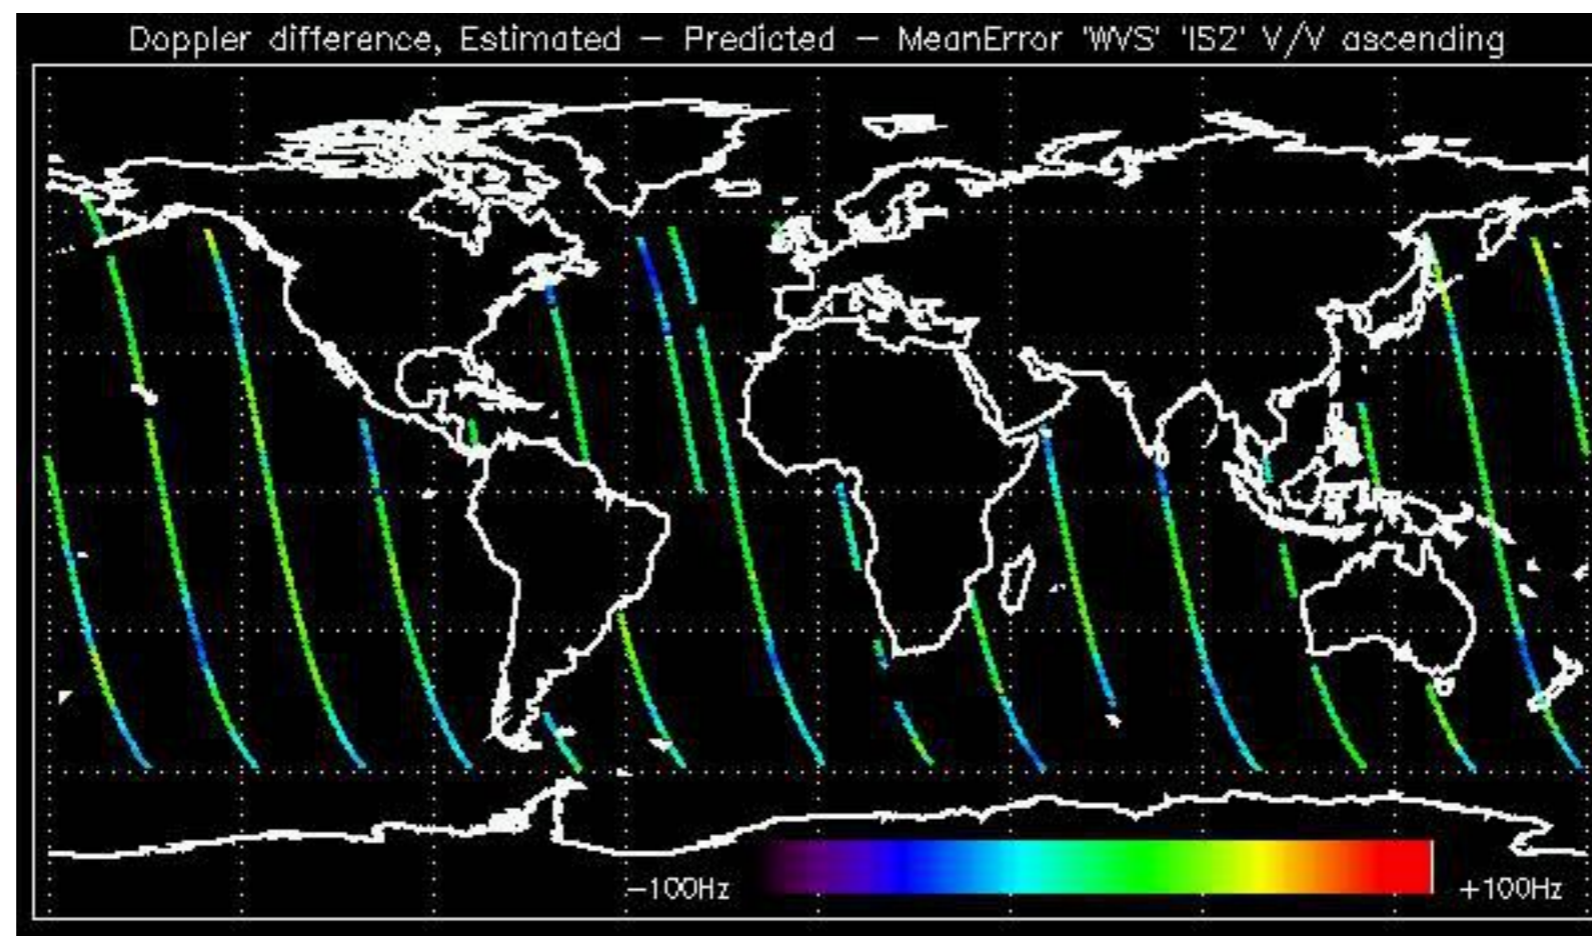 Doppler difference, Estimated – Predicted – MeanError 'WVS' 'IS2' V/V ascending
–100Hz
+100Hz